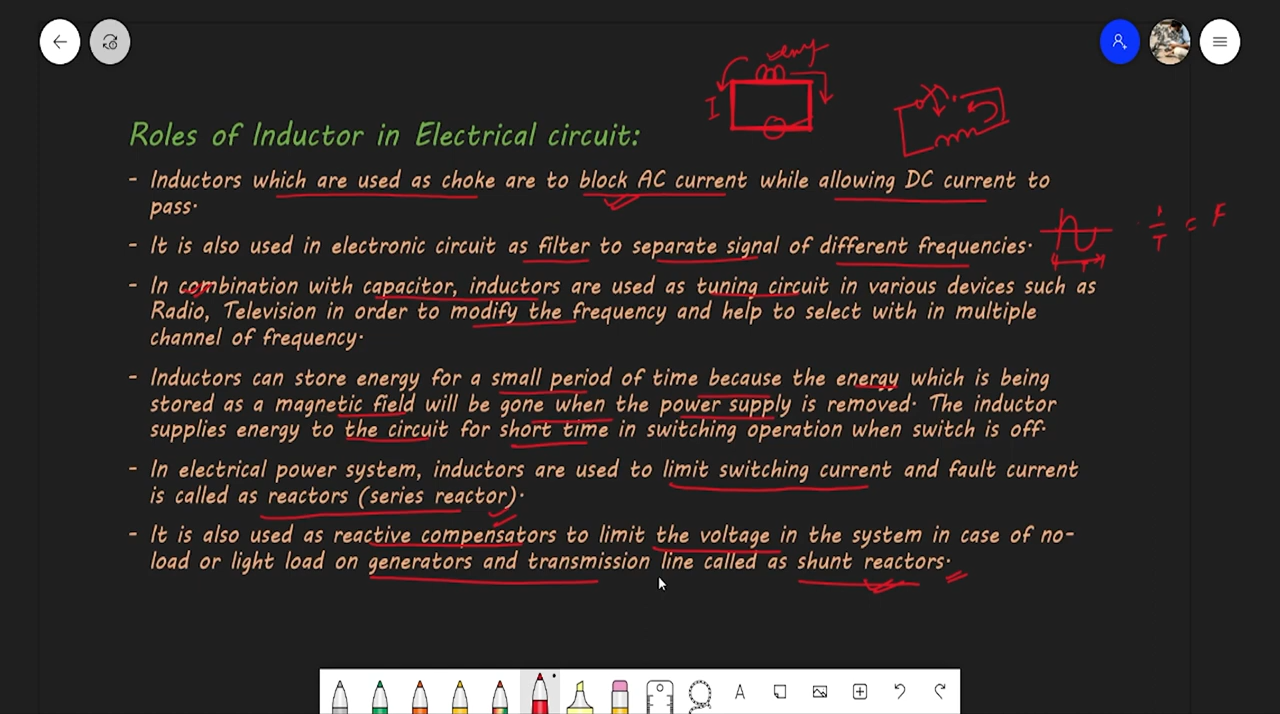 Roles of Inductor in Electrical circuit:
- Inductors which are used as choke are to block AC current while allowing DC current to
pass.
- It is also used in electronic circuit as filter to separate signal of different frequencies.
- In combination with capacitor, inductors are used as tuning circuit in various devices such as
Radio, Television in order to modify the frequency and help to select with in multiple
channel of frequency.
- Inductors can store energy for a small period of time because the energy which is being
stored as a magnetic field will be gone when the power supply is removed. The inductor
supplies energy to the circuit for short time in switching operation when switch is off.
- In electrical power system, inductors are used to limit switching current and fault current
is called as reactors (series reactor).
- It is also used as reactive compensators to limit the voltage in the system in case of no-
load or light load on generators and transmission line called as shunt reactors.
I
1/T = F
T
A